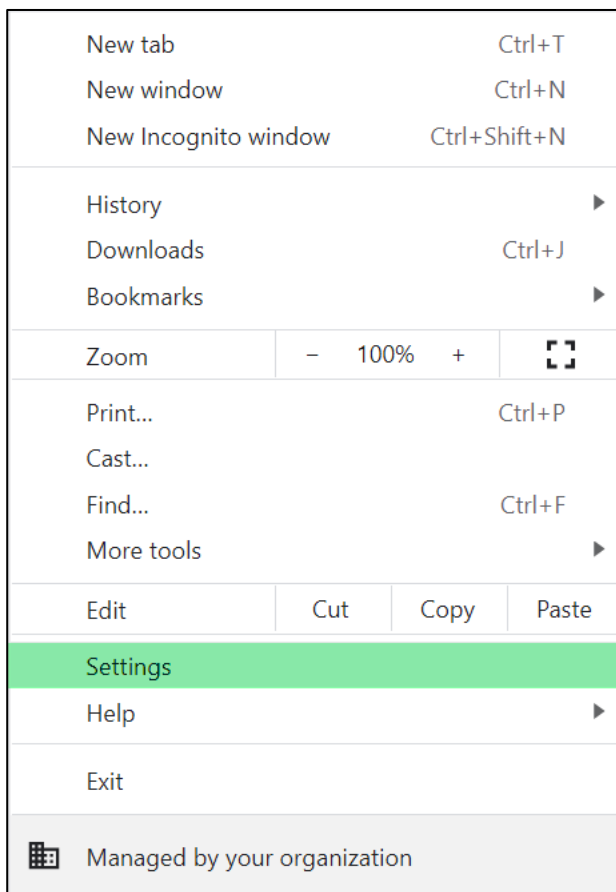 New tab Ctrl+T
New window Ctrl+N
New Incognito window Ctrl+Shift+N
History
Downloads Ctrl+J
Bookmarks
Zoom − 100% +
Print... Ctrl+P
Cast...
Find... Ctrl+F
More tools
Edit Cut Copy Paste
Settings
Help
Exit
Managed by your organization